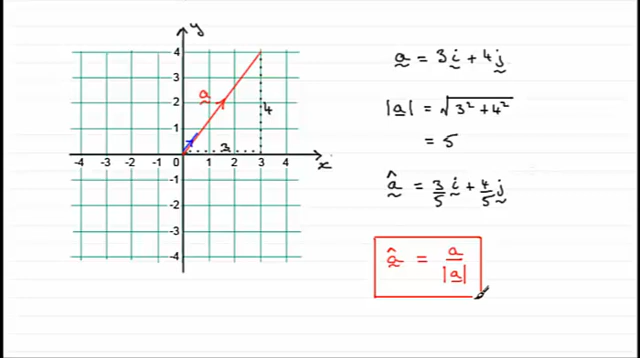 y
4
3
2
1
a
4
3
-4 -3 -2 -1 0 1 2 3 4
x
-1
-2
-3
-4
a = 3i + 4j
|a| = √3² + 4²
= 5
â = 3/5 i + 4/5 j
â = a/|a|